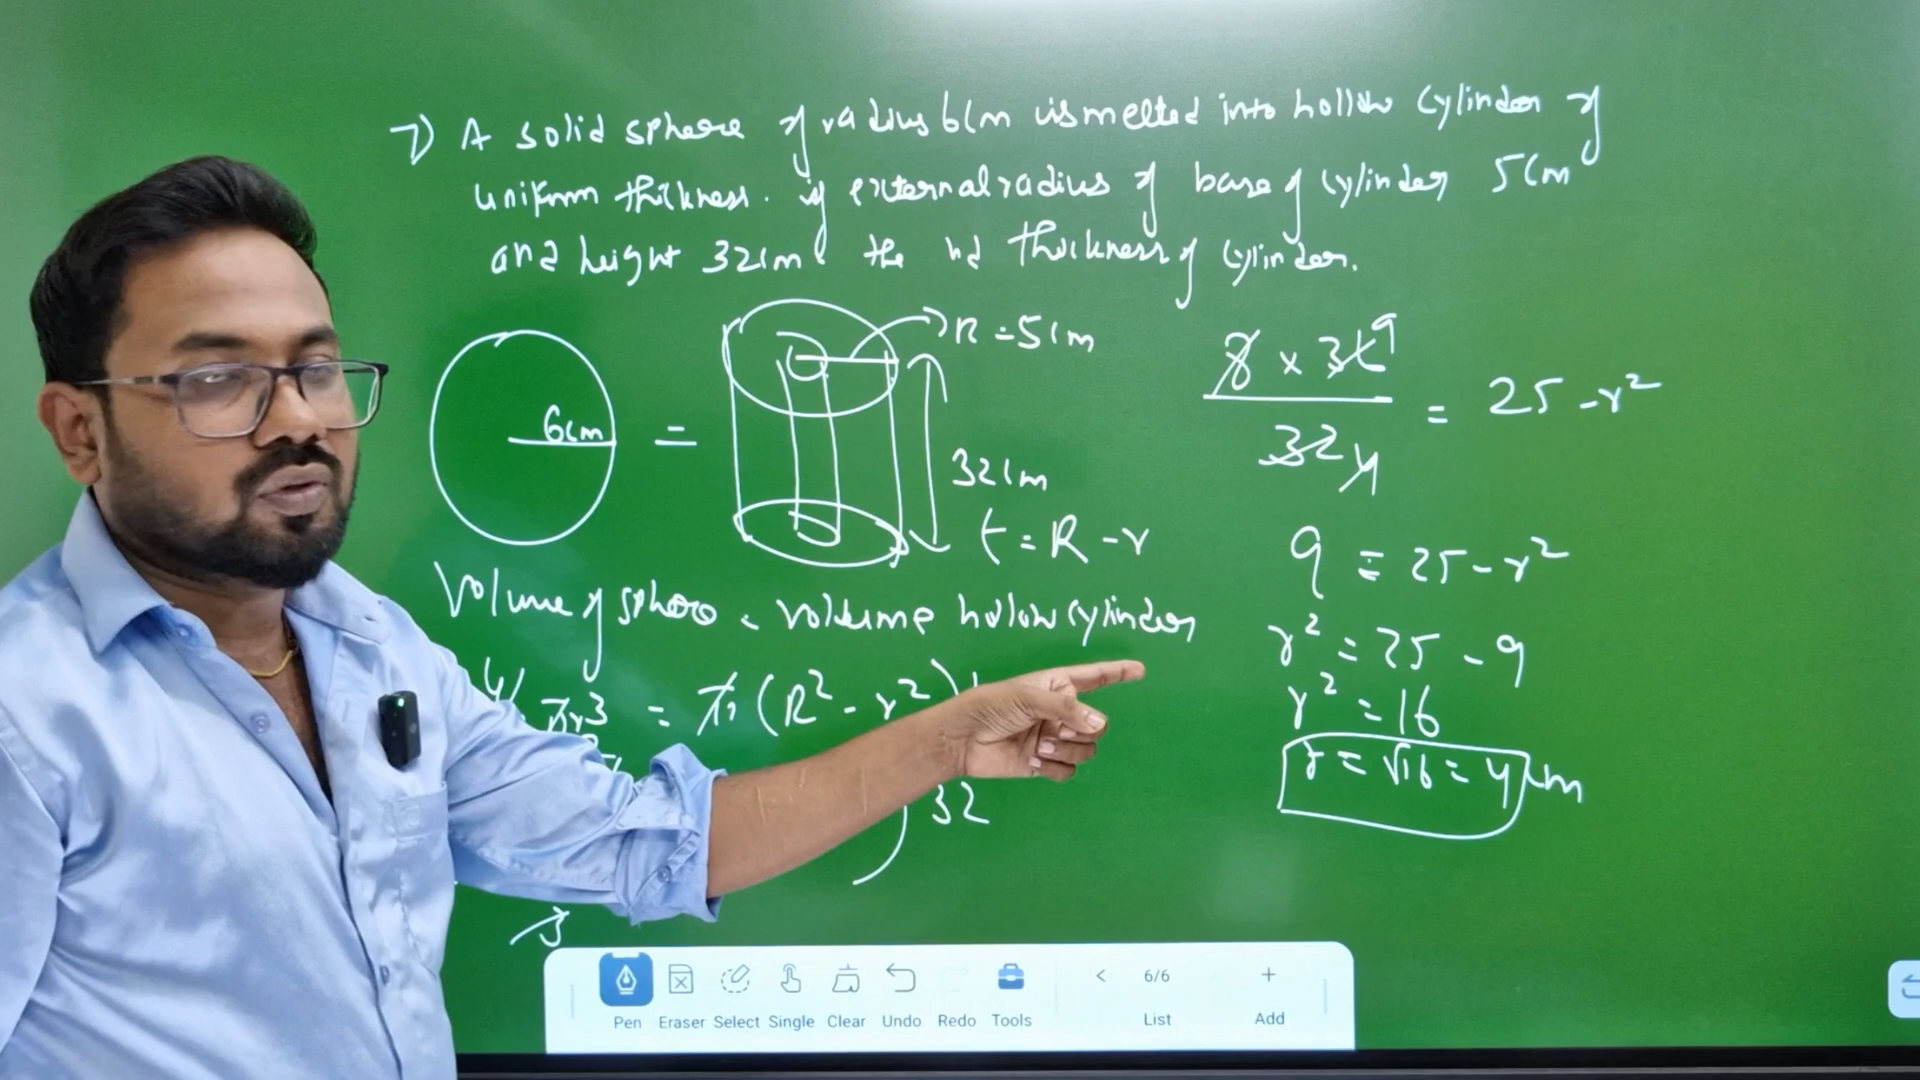 7) A solid sphere of radius 6cm is melted into hollow cylinder of
uniform thickness. if external radius of base of cylinder 5cm
and height 32cm the thickness of cylinder.
6cm
=
R=5cm
32cm
t=R-r
Volume of sphere = volume hollow cylinder
πr3 = π(R2-r2)
32
8 x 36 9
32 4
= 25-r2
9 = 25-r2
r2 = 25-9
r2 = 16
r = √16 = 4cm
Pen Eraser Select Single Clear Undo Redo Tools
< 6/6 +
List Add